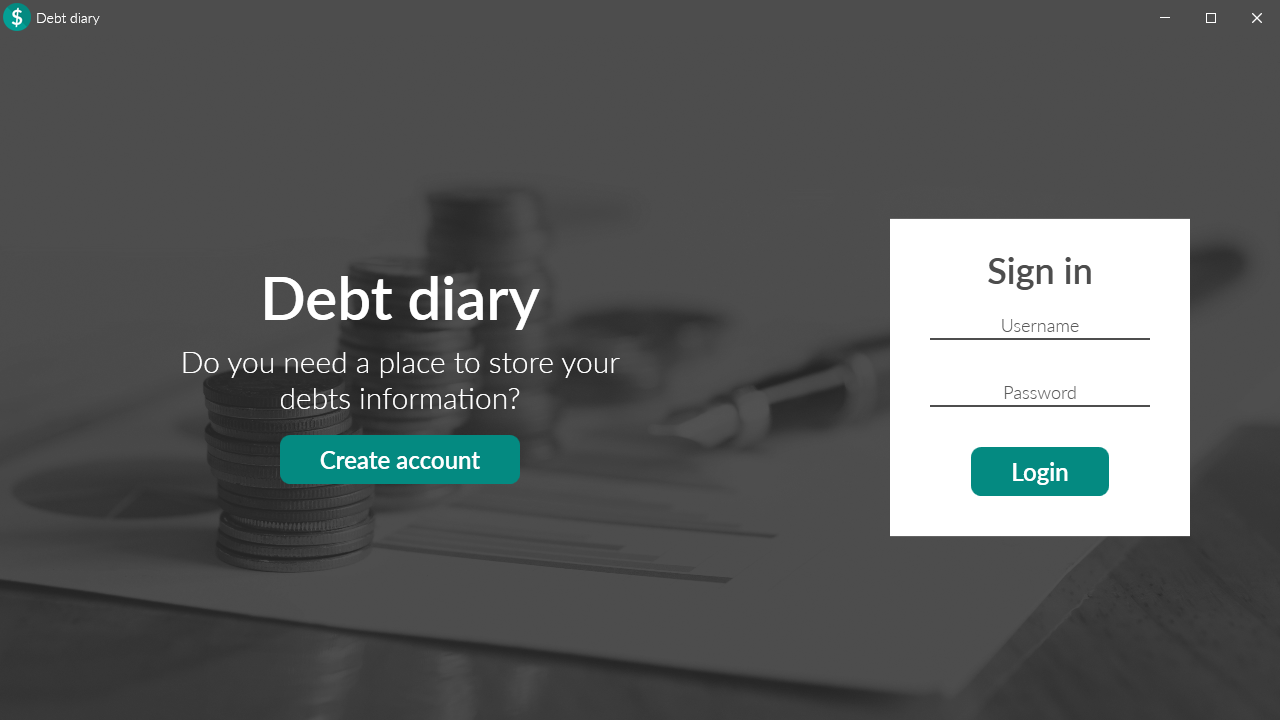 Debt diary
Debt diary
Do you need a place to store your
debts information?
Create account
Sign in
Username
Password
Login